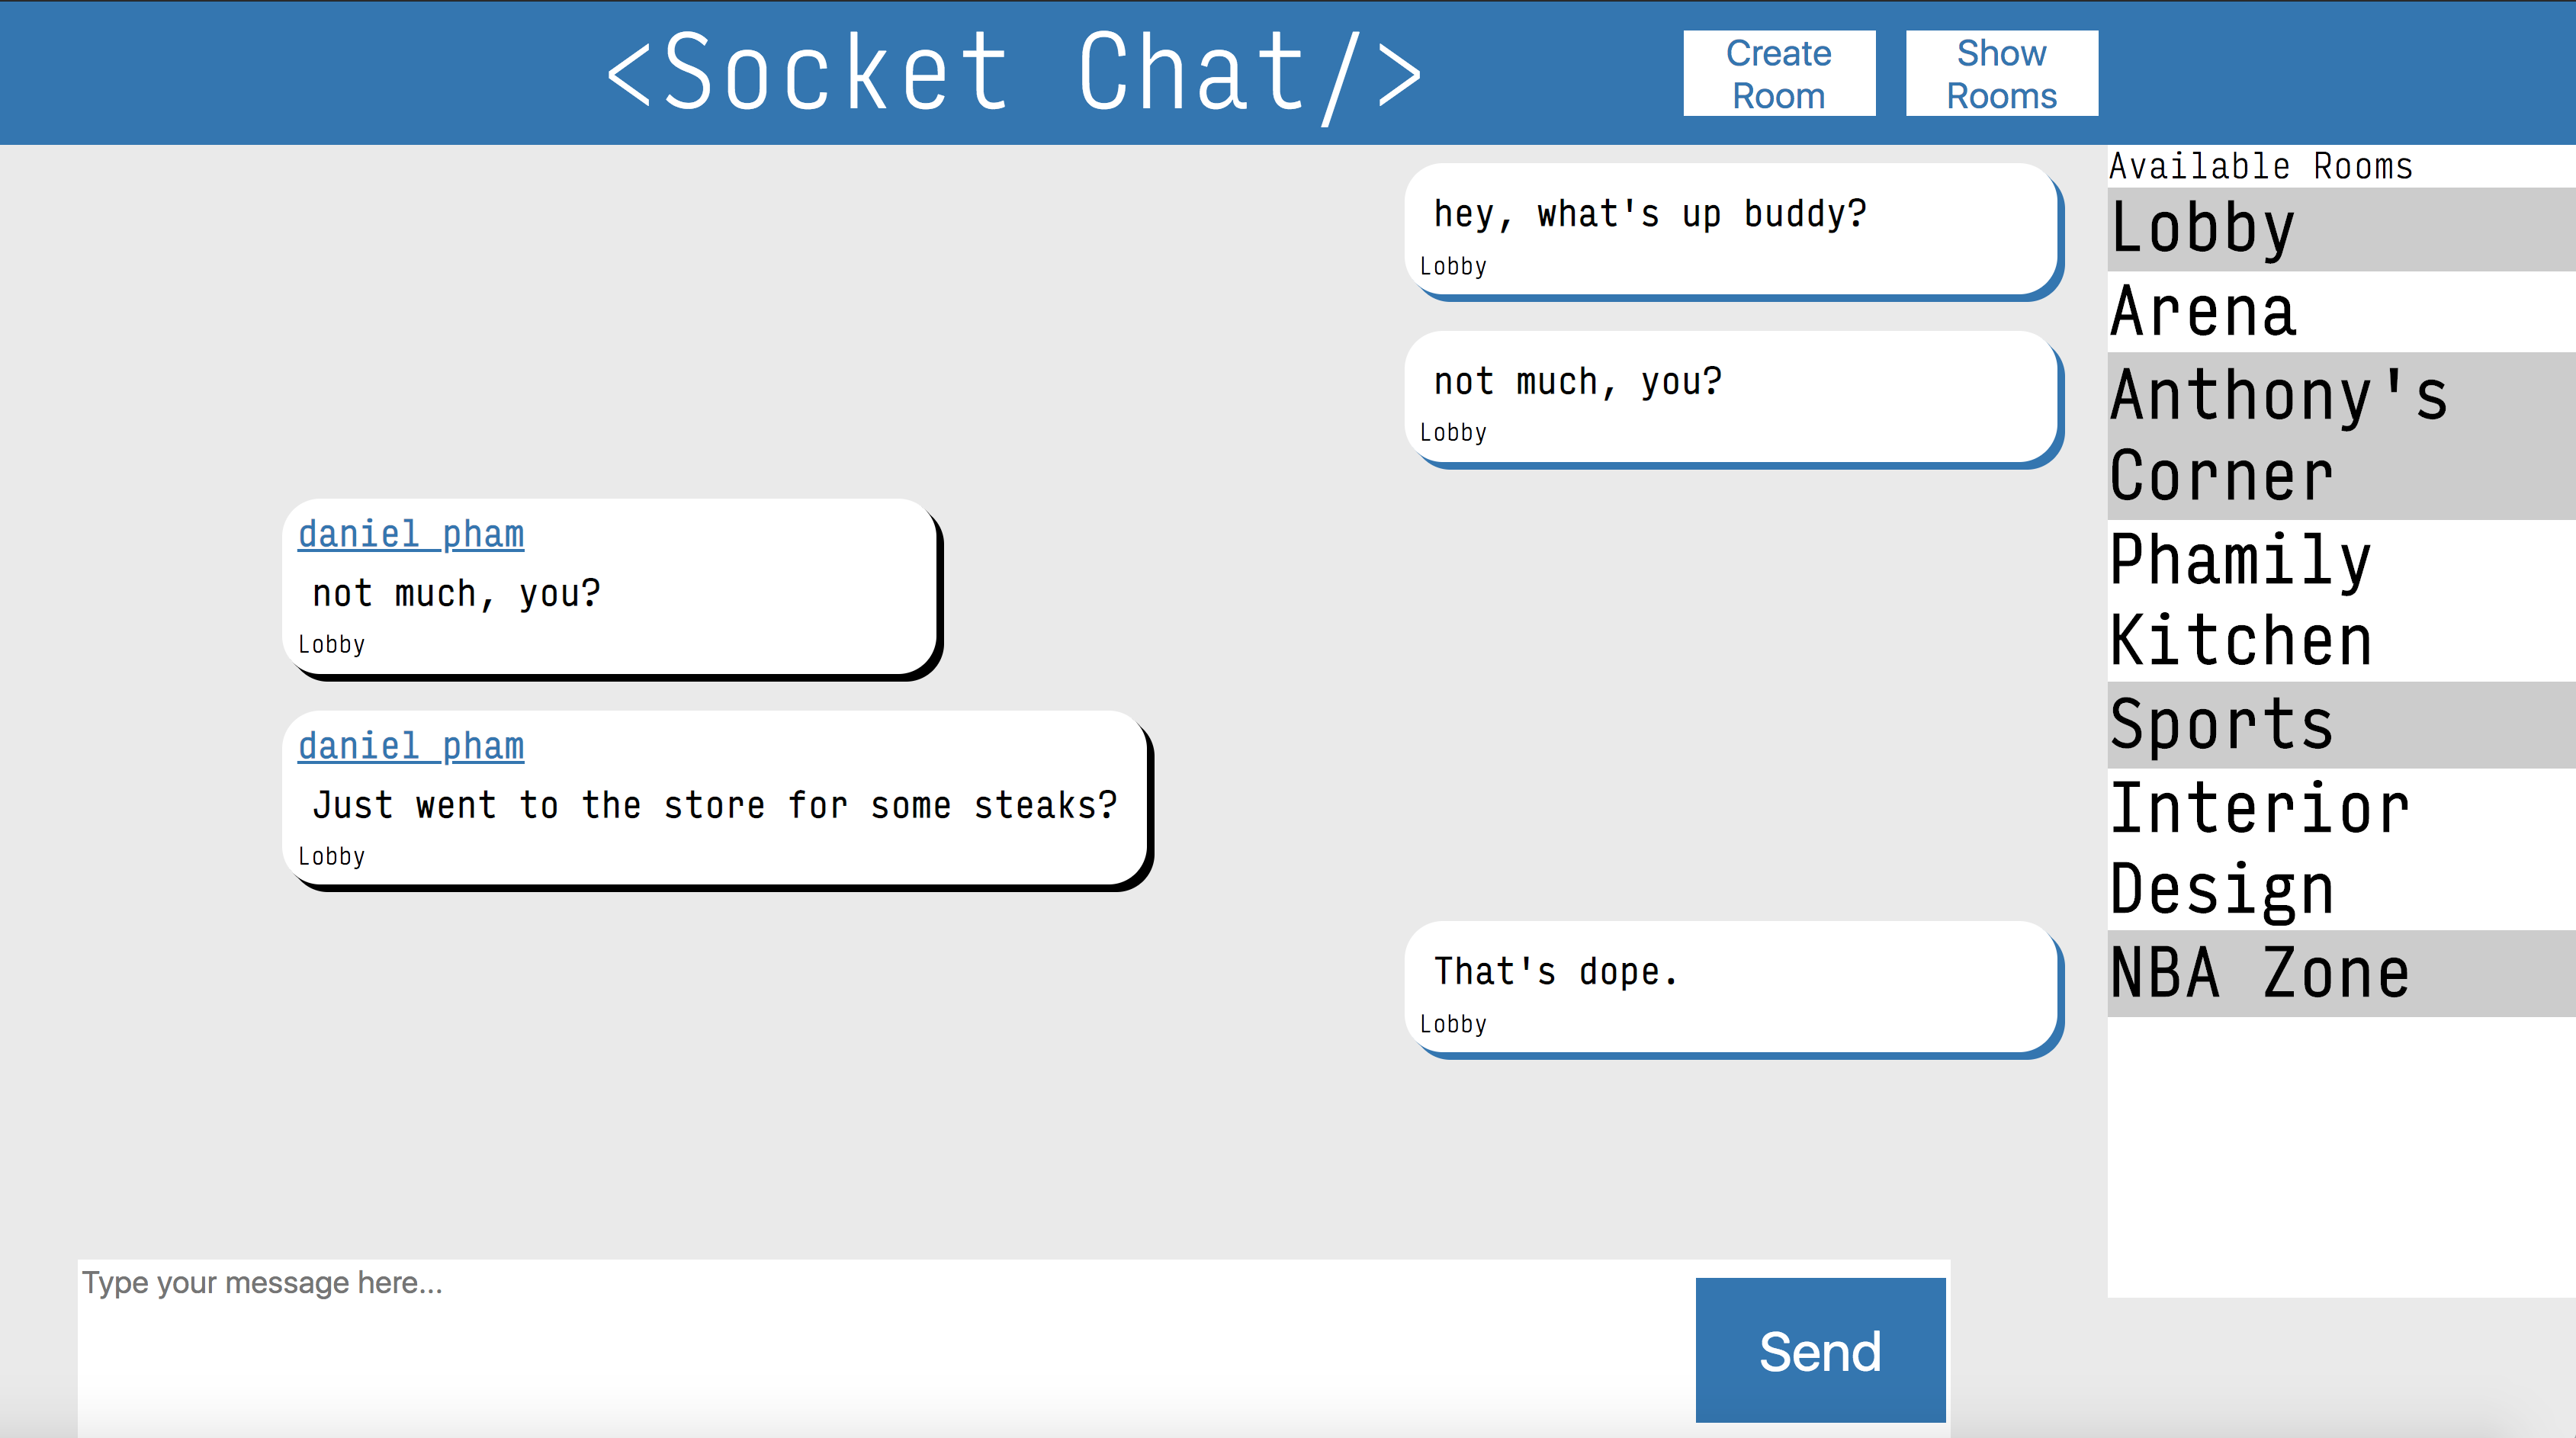 <Socket Chat/>
Create
Room
Show
Rooms
hey, what's up buddy?
Lobby
not much, you?
Lobby
daniel pham
not much, you?
Lobby
daniel pham
Just went to the store for some steaks?
Lobby
That's dope.
Lobby
Available Rooms
Lobby
Arena
Anthony's
Corner
Phamily
Kitchen
Sports
Interior
Design
NBA Zone
Type your message here...
Send